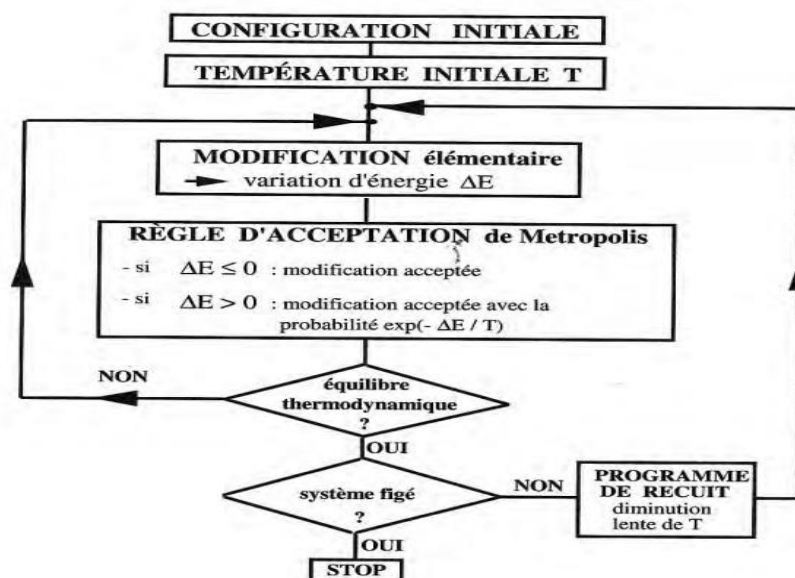 CONFIGURATION INITIALE
TEMPÉRATURE INITIALE T
MODIFICATION élémentaire
variation d'énergie ΔE
RÈGLE D'ACCEPTATION de Metropolis
- si ΔE ≤ 0 : modification acceptée
- si ΔE > 0 : modification acceptée avec la
probabilité exp(- ΔE / T)
NON
équilibre
thermodynamique
?
OUI
système figé
?
NON
PROGRAMME
DE RECUIT
diminution
lente de T
OUI
STOP